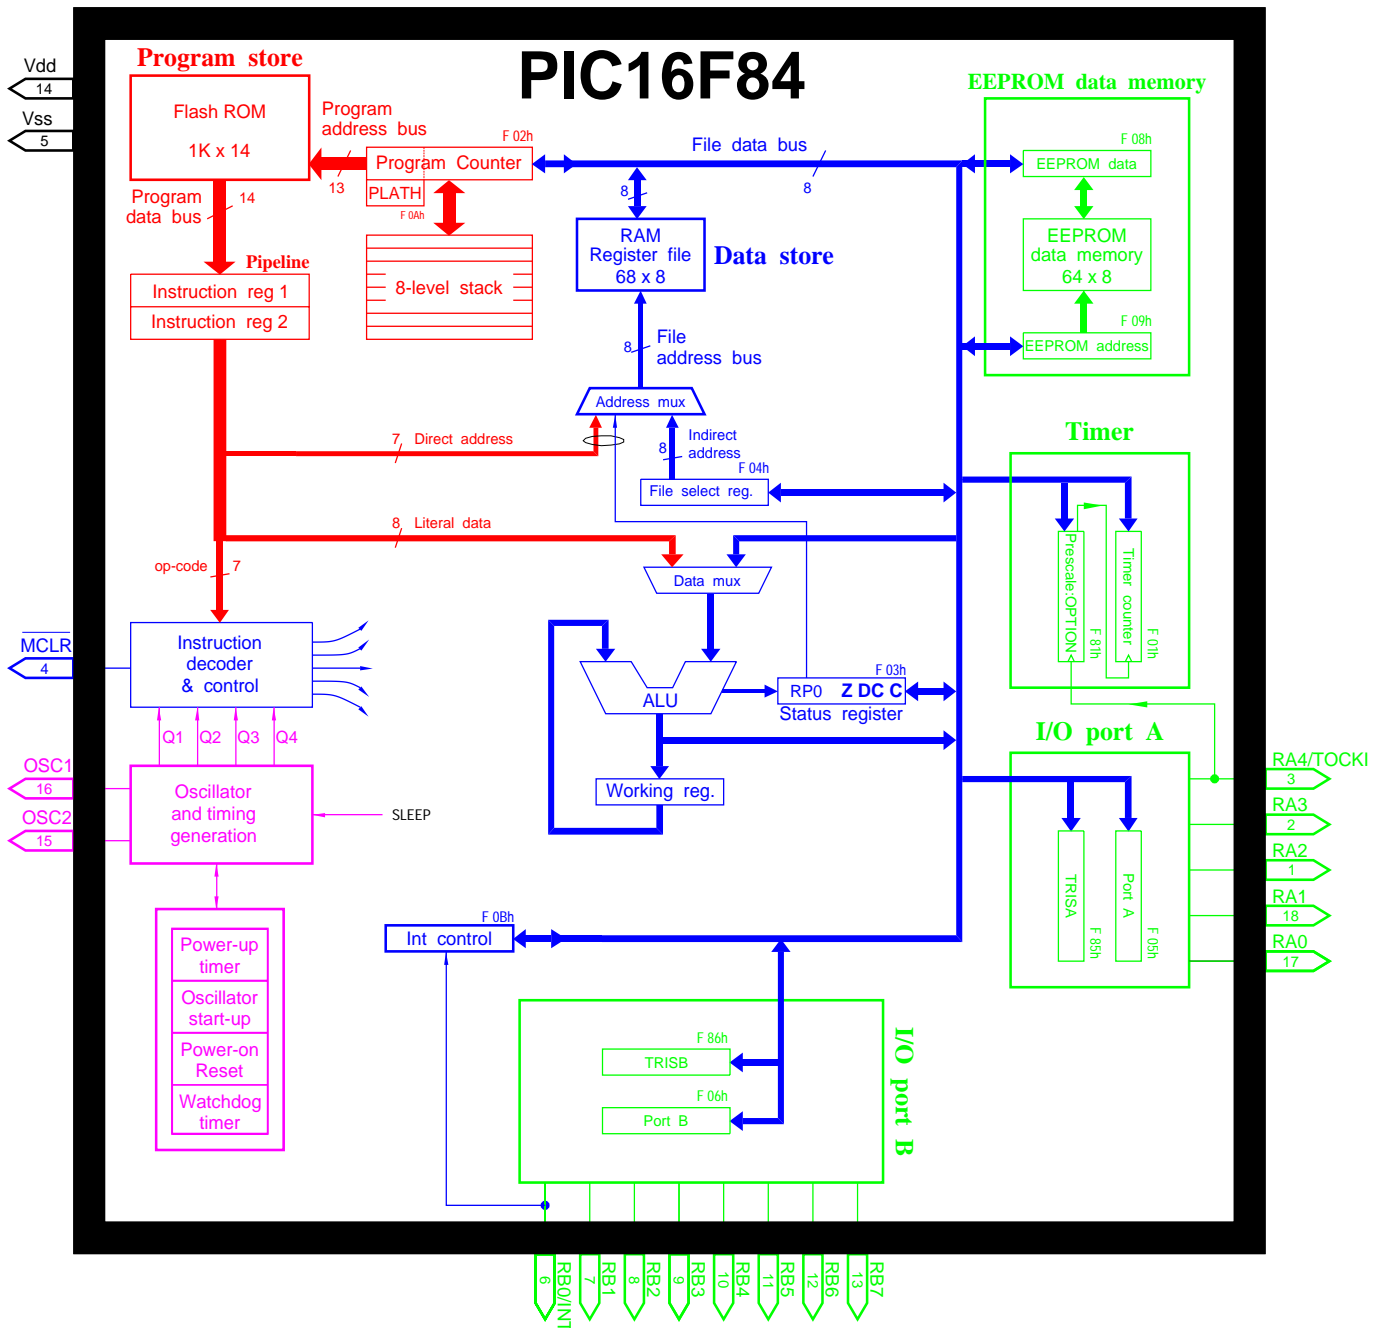 PIC16F84
Vdd
14
Vss
5
Program store
Flash ROM
1K x 14
Program
address bus
13
F 02h
Program Counter
PLATH
F 0Ah
8-level stack
Program
data bus
14
Pipeline
Instruction reg 1
Instruction reg 2
File data bus
8
8
RAM
Register file
68 x 8
Data store
8
File
address bus
Address mux
7
Direct address
8
Indirect
address
F 04h
File select reg.
8
Literal data
Data mux
op-code
7
EEPROM data memory
F 08h
EEPROM data
EEPROM
data memory
64 x 8
F 09h
EEPROM address
Timer
Prescale:OPTION
F 81h
Timer counter
F 01h
MCLR
4
Instruction
decoder
& control
Q1
Q2
Q3
Q4
ALU
F 03h
RP0
Z DC C
Status register
Working reg.
OSC1
16
OSC2
15
Oscillator
and timing
generation
SLEEP
Power-up
timer
Oscillator
start-up
Power-on
Reset
Watchdog
timer
I/O port A
TRISA
F 85h
Port A
F 05h
RA4/TOCKI
3
RA3
2
RA2
1
RA1
18
RA0
17
F 0Bh
Int control
I/O port B
F 86h
TRISB
F 06h
Port B
6
RB0/INT
7
RB1
8
RB2
9
RB3
10
RB4
11
RB5
12
RB6
13
RB7